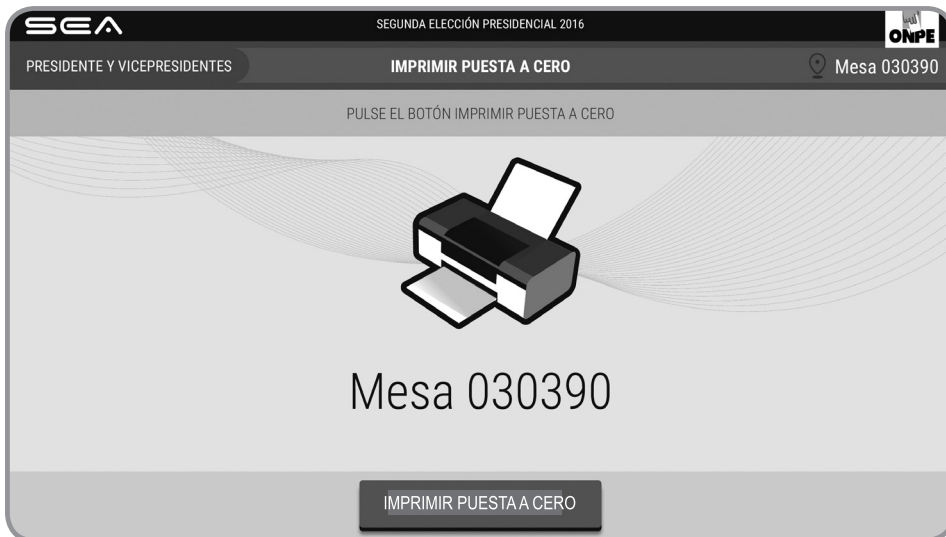 SEA
SEGUNDA ELECCIÓN PRESIDENCIAL 2016
ONPE
PRESIDENTE Y VICEPRESIDENTES
IMPRIMIR PUESTA A CERO
Mesa 030390
PULSE EL BOTÓN IMPRIMIR PUESTA A CERO
Mesa 030390
IMPRIMIR PUESTA A CERO